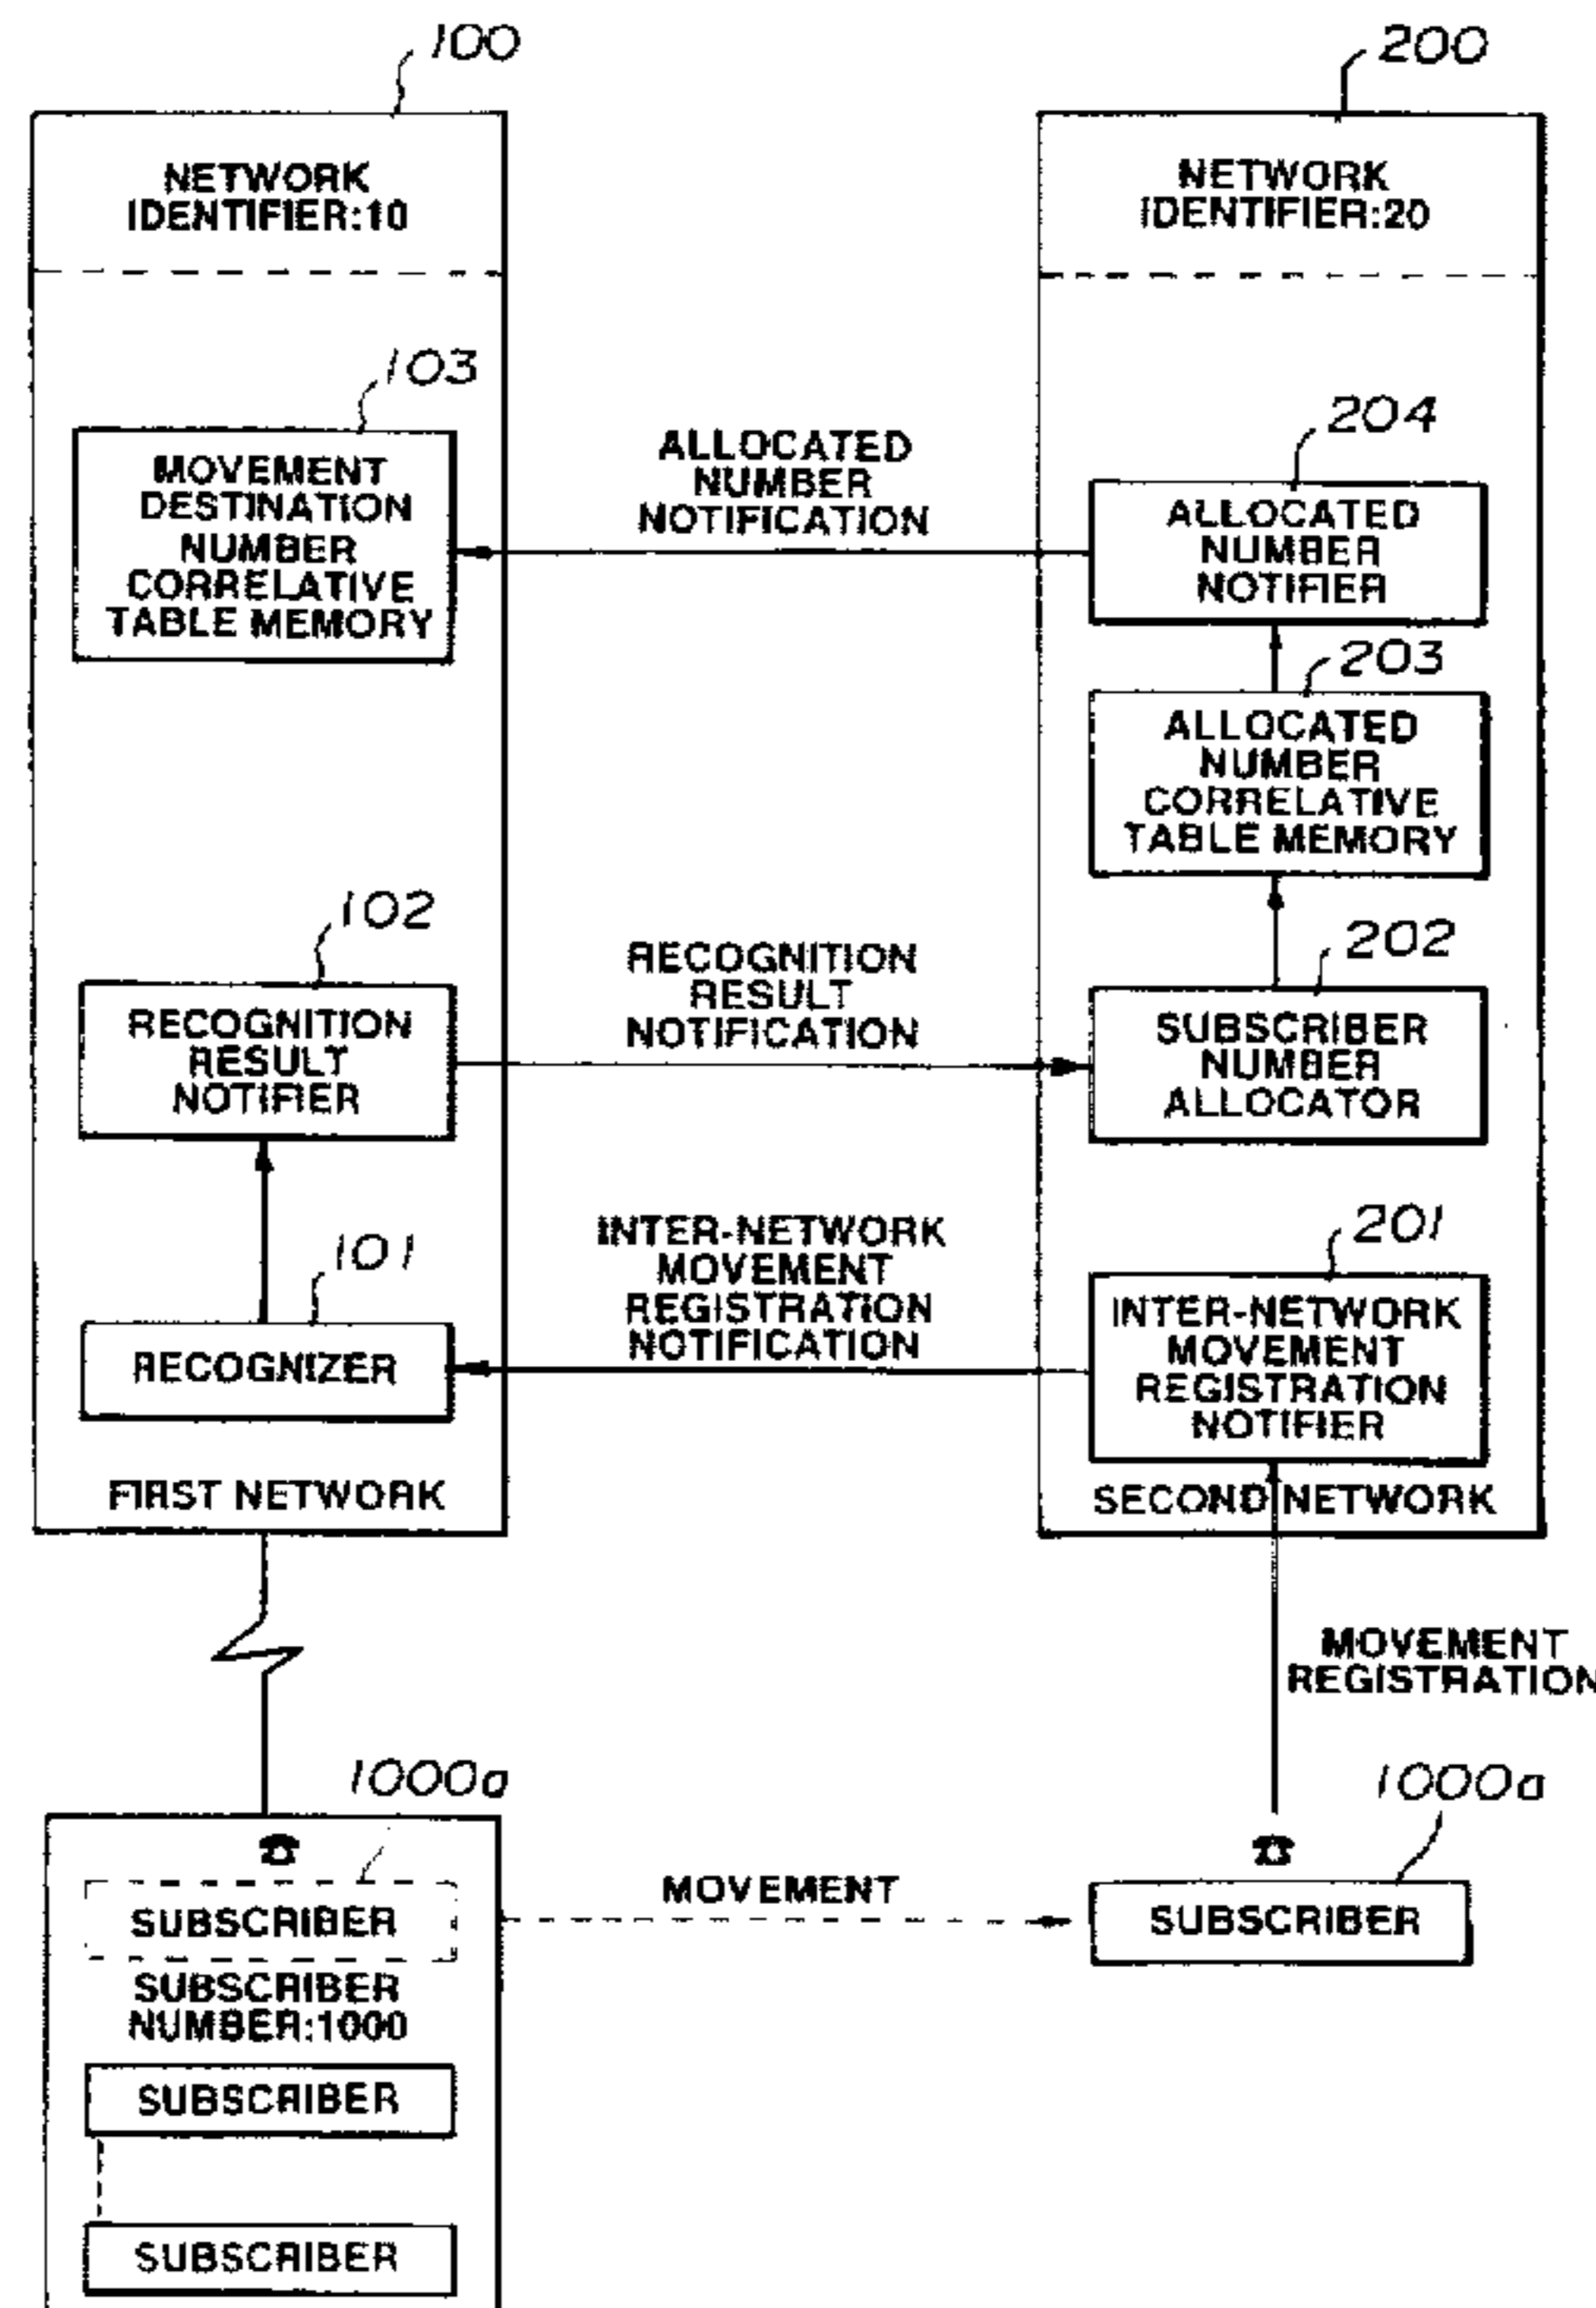 100
NETWORK
IDENTIFIER:10
103
MOVEMENT
DESTINATION
NUMBER
CORRELATIVE
TABLE MEMORY
102
RECOGNITION
RESULT
NOTIFIER
101
RECOGNIZER
FIRST NETWORK
ALLOCATED
NUMBER
NOTIFICATION
RECOGNITION
RESULT
NOTIFICATION
INTER-NETWORK
MOVEMENT
REGISTRATION
NOTIFICATION
200
NETWORK
IDENTIFIER:20
204
ALLOCATED
NUMBER
NOTIFIER
203
ALLOCATED
NUMBER
CORRELATIVE
TABLE MEMORY
202
SUBSCRIBER
NUMBER
ALLOCATOR
201
INTER-NETWORK
MOVEMENT
REGISTRATION
NOTIFIER
SECOND NETWORK
MOVEMENT
REGISTRATION
1000a
SUBSCRIBER
SUBSCRIBER
NUMBER:1000
SUBSCRIBER
SUBSCRIBER
MOVEMENT
1000a
SUBSCRIBER